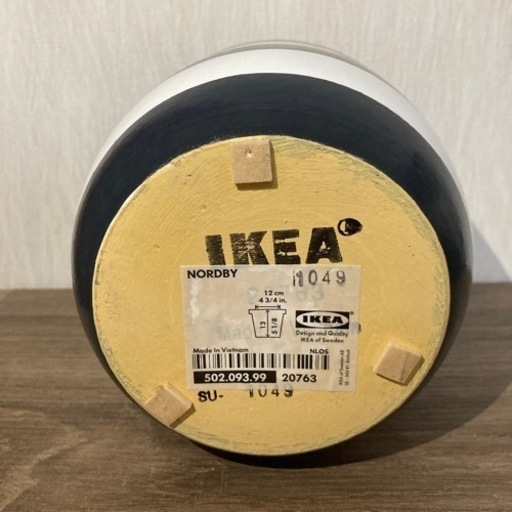 IKEA
NORDBY
1049
12 cm
4 3/4 in.
13
5 1/8
IKEA
Design and Quality
IKEA of Sweden
Made in Vietnam
NLOS
502.093.99 20763
SU- 1049